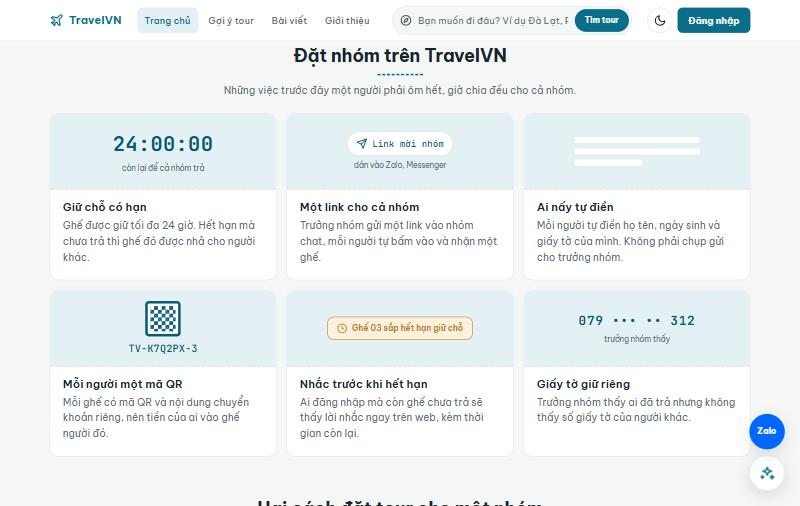 TravelVN
Trang chủ
Gợi ý tour
Bài viết
Giới thiệu
Bạn muốn đi đâu? Ví dụ Đà Lạt, F
Tìm tour
Đăng nhập
Đặt nhóm trên TravelVN
Những việc trước đây một người phải ôm hết, giờ chia đều cho cả nhóm.
24:00:00
còn lại để cả nhóm trả
Giữ chỗ có hạn
Ghế được giữ tối đa 24 giờ. Hết hạn mà
chưa trả thì ghế đó được nhả cho người
khác.
Link mời nhóm
dán vào Zalo, Messenger
Một link cho cả nhóm
Trưởng nhóm gửi một link vào nhóm
chat, mỗi người tự bấm vào và nhận một
ghế.
Ai nấy tự điền
Mỗi người tự điền họ tên, ngày sinh và
giấy tờ của mình. Không phải chụp gửi
cho trưởng nhóm.
TV-K7Q2PX-3
Mỗi người một mã QR
Mỗi ghế có mã QR và nội dung chuyển
khoản riêng, nên tiền của ai vào ghế
người đó.
Ghế 03 sắp hết hạn giữ chỗ
Nhắc trước khi hết hạn
Ai đăng nhập mà còn ghế chưa trả sẽ
thấy lời nhắc ngay trên web, kèm thời
gian còn lại.
079 ••• •• 312
trưởng nhóm thấy
Giấy tờ giữ riêng
Trưởng nhóm thấy ai đã trả nhưng không
thấy số giấy tờ của người khác.
Zalo
Hai cách đặt tour cho một nhóm